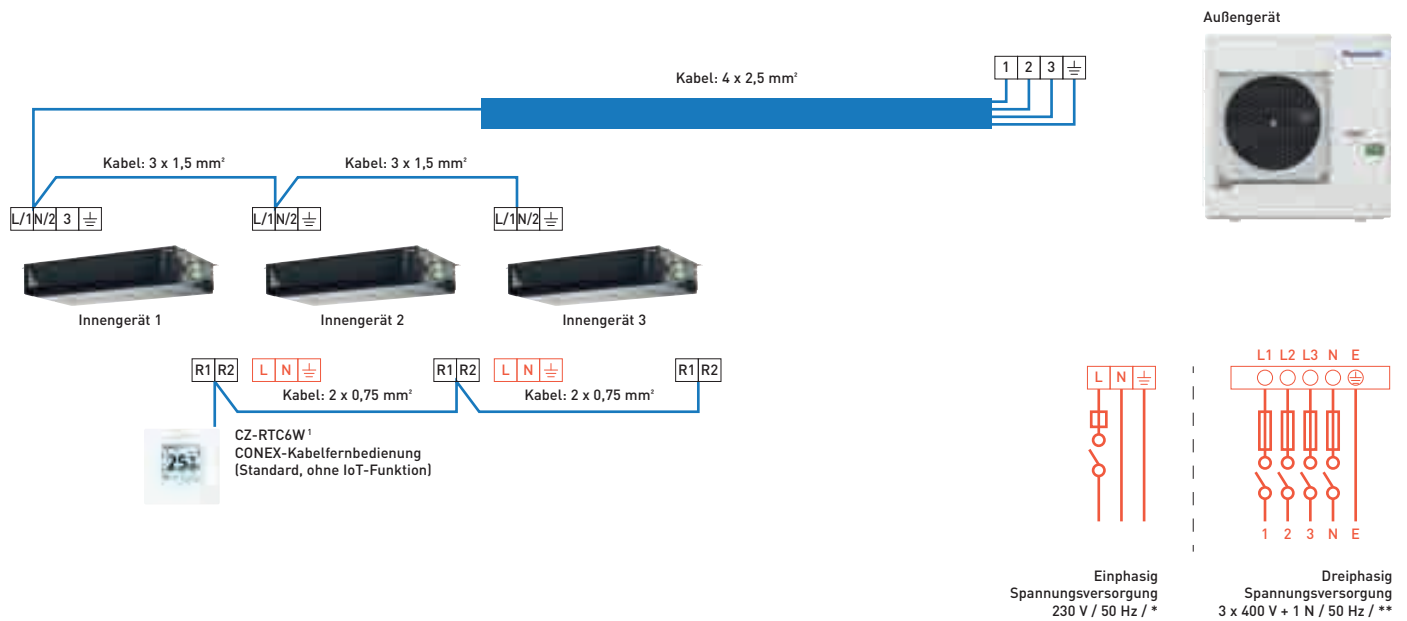 Außengerät
Panasonic
Kabel: 4 x 2,5 mm²
1 2 3
Kabel: 3 x 1,5 mm² Kabel: 3 x 1,5 mm²
L/1 N/2 3 L/1 N/2 L/1 N/2
Innengerät 1 Innengerät 2 Innengerät 3
R1 R2 L N R1 R2 L N R1 R2
Kabel: 2 x 0,75 mm² Kabel: 2 x 0,75 mm²
CZ-RTC6W¹
CONEX-Kabelfernbedienung
(Standard, ohne IoT-Funktion)
25
L N
L1 L2 L3 N E
1 2 3 N E
Einphasig
Spannungsversorgung
230 V / 50 Hz / *
Dreiphasig
Spannungsversorgung
3 x 400 V + 1 N / 50 Hz / **